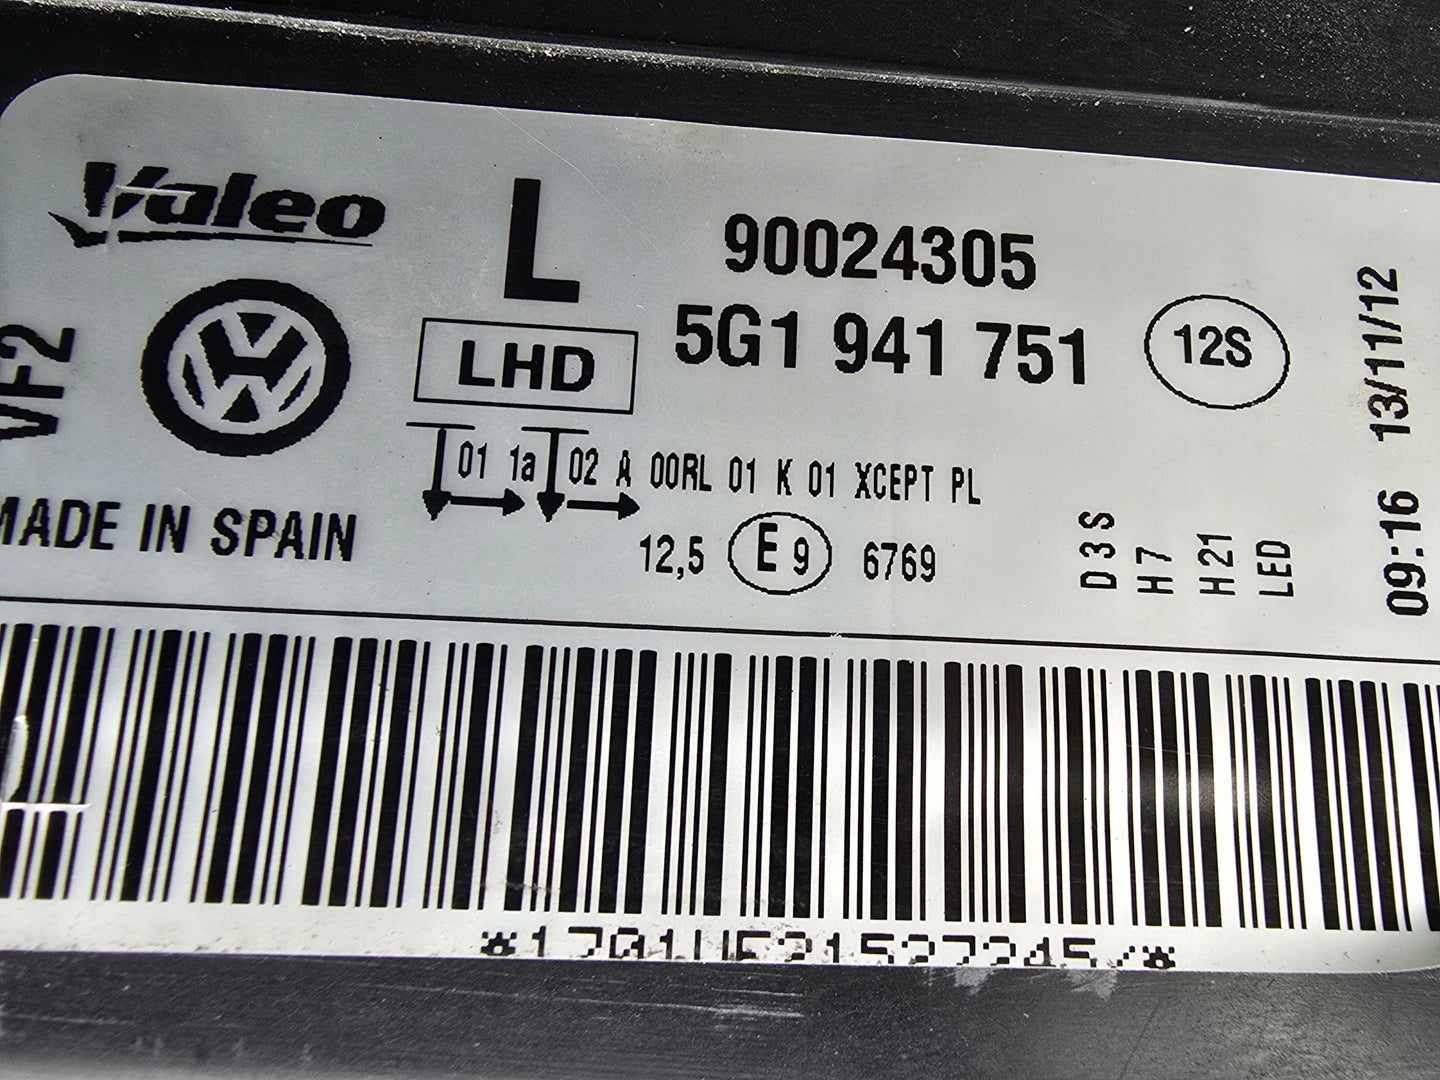 Valeo
L
90024305
LHD
5G1 941 751
12S
VF2
01 1a 02 A 00RL 01 K 01 XCEPT PL
MADE IN SPAIN
12,5 E9 6769
D3S
H7
H21
LED
09:16 13/11/12